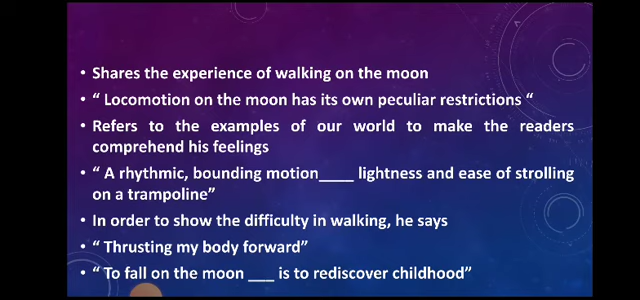 • Shares the experience of walking on the moon
• “ Locomotion on the moon has its own peculiar restrictions “
• Refers to the examples of our world to make the readers
comprehend his feelings
• “ A rhythmic, bounding motion____ lightness and ease of strolling
on a trampoline”
• In order to show the difficulty in walking, he says
• “ Thrusting my body forward”
• “ To fall on the moon ___ is to rediscover childhood”